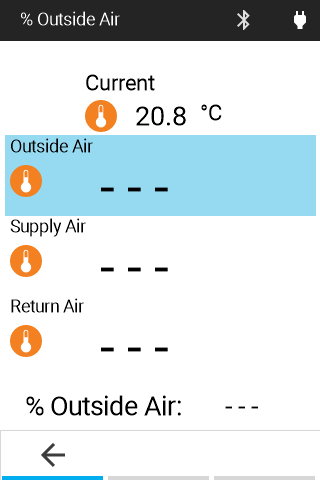 % Outside Air
Current
20.8 °C
Outside Air
- - -
Supply Air
- - -
Return Air
- - -
% Outside Air: ---